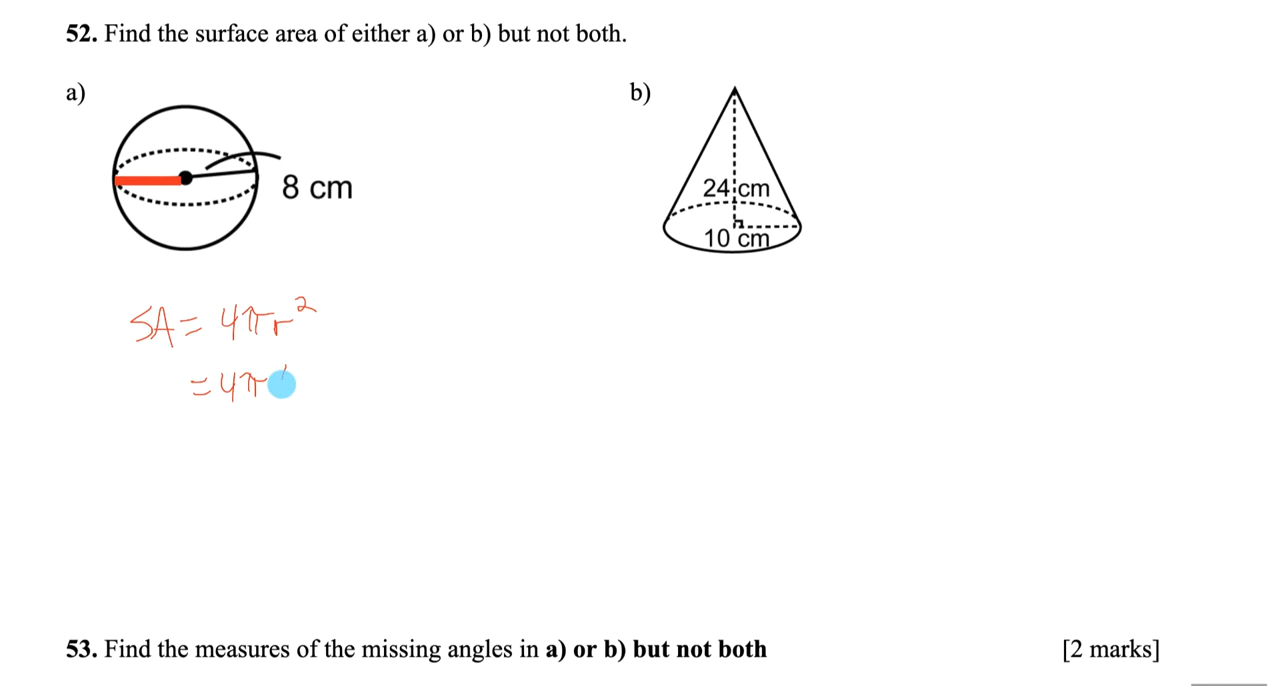 52. Find the surface area of either a) or b) but not both.
a)
8 cm
b)
24 cm
10 cm
SA = 4πr²
= 4π
53. Find the measures of the missing angles in a) or b) but not both
[2 marks]